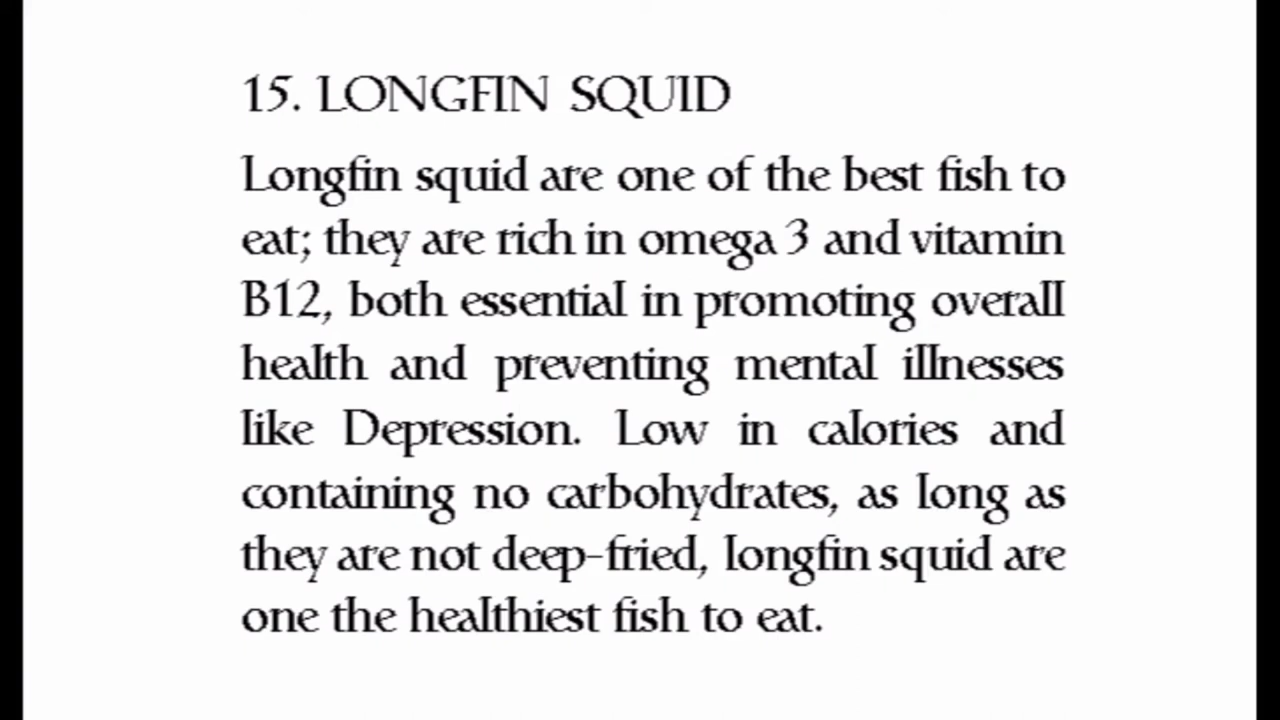 15. LONGFIN SQUID
Longfin squid are one of the best fish to
eat; they are rich in omega 3 and vitamin
B12, both essential in promoting overall
health and preventing mental illnesses
like Depression. Low in calories and
containing no carbohydrates, as long as
they are not deep-fried, longfin squid are
one the healthiest fish to eat.